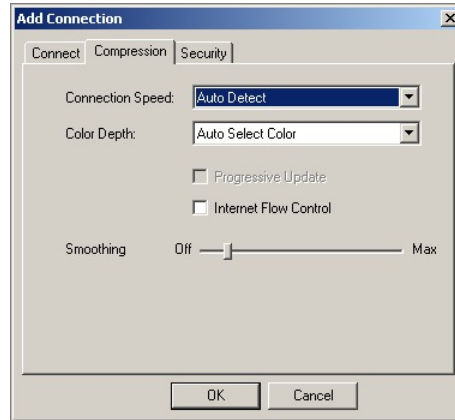 Add Connection
Connect Compression Security
Connection Speed: Auto Detect
Color Depth: Auto Select Color
Progressive Update
Internet Flow Control
Smoothing Off Max
OK Cancel